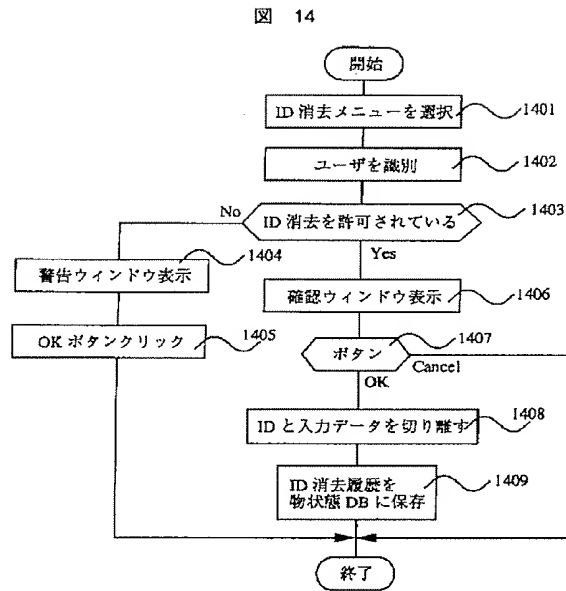 図 14
開始
ID 消去メニューを選択
1401
ユーザを識別
1402
No
ID 消去を許可されている
1403
Yes
警告ウィンドウ表示
1404
確認ウィンドウ表示
1406
OK ボタンクリック
1405
ボタン
1407
Cancel
OK
ID と入力データを切り離す
1408
ID 消去履歴を
物状態 DB に保存
1409
終了